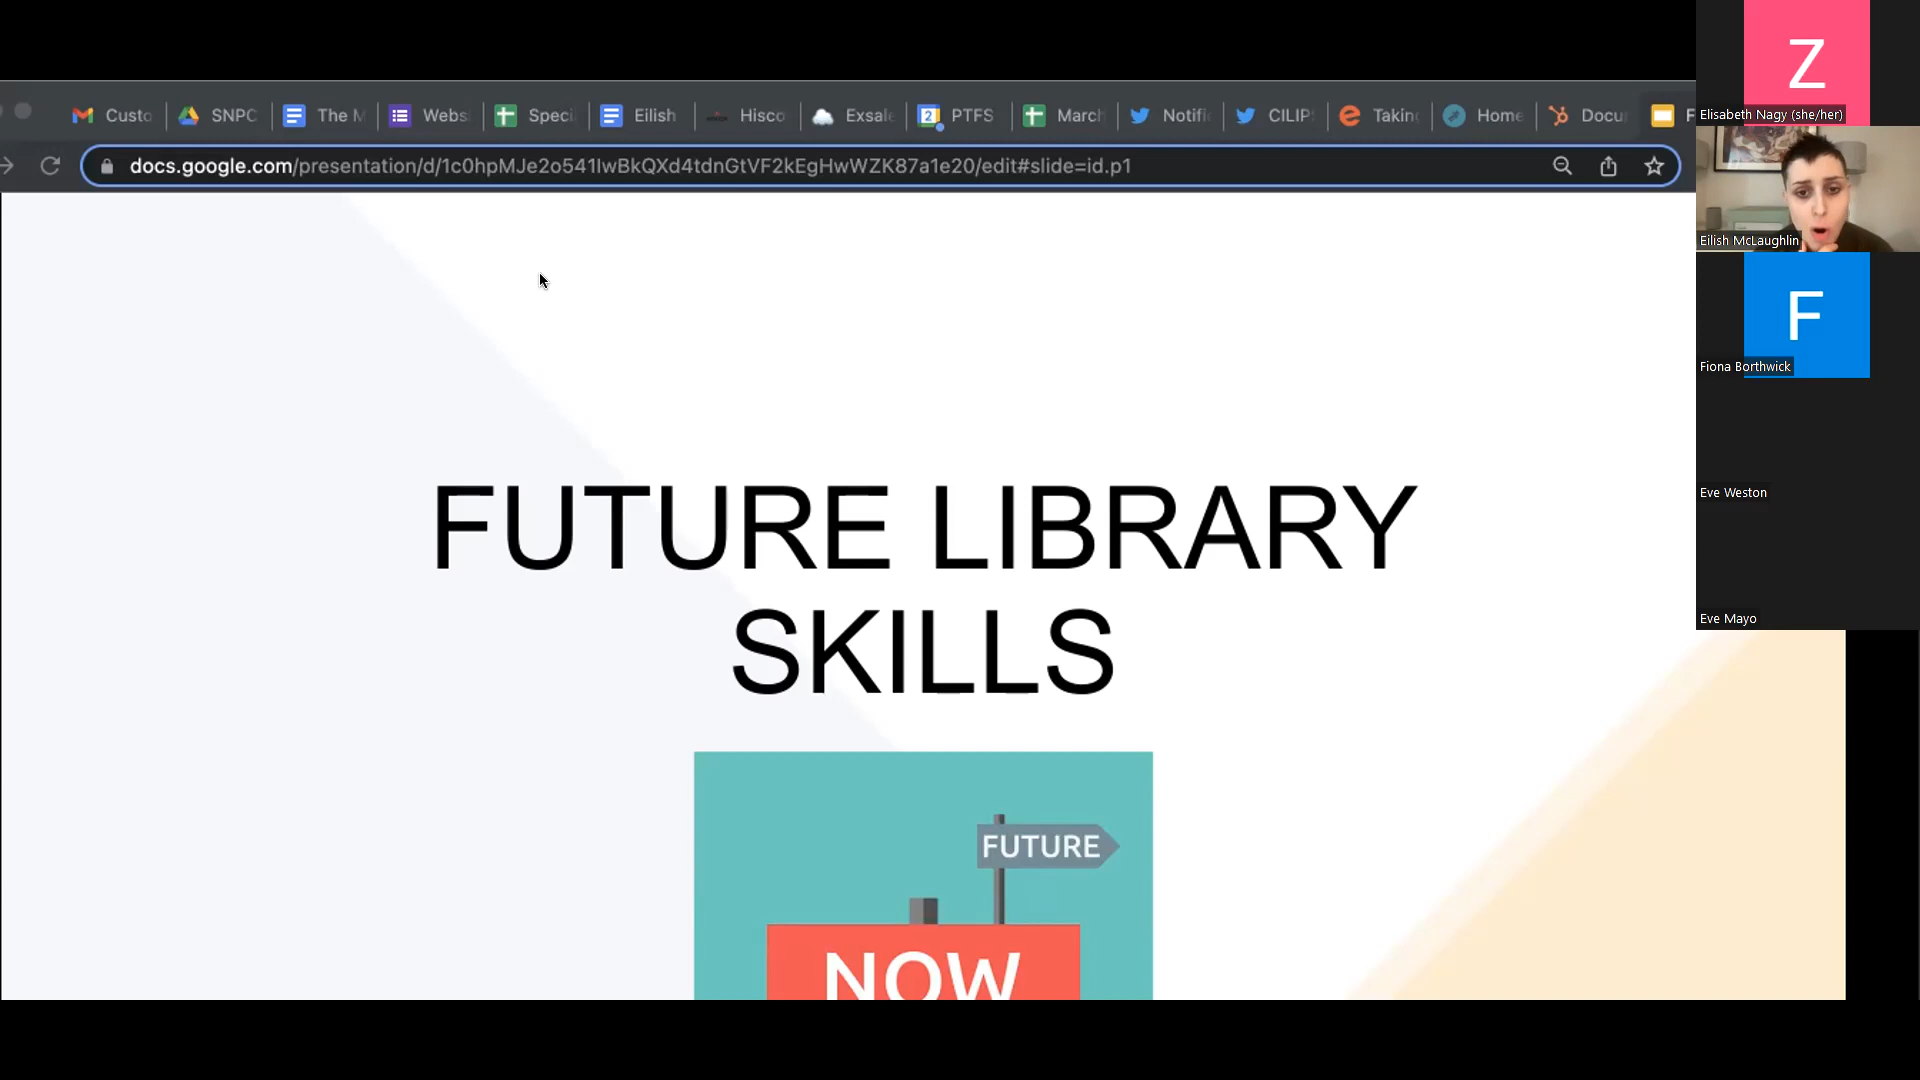 Custo
SNPC
The M
Webs
Speci
Eilish
Hisco
Exsale
2
PTFS
March
Notifi
CILIP
Taking
Home
Docu
F
docs.google.com/presentation/d/1c0hpMJe2o541lwBkQXd4tdnGtVF2kEgHwWZK87a1e20/edit#slide=id.p1
FUTURE LIBRARY
SKILLS
FUTURE
NOW
Z
Elisabeth Nagy (she/her)
Eilish McLaughlin
F
Fiona Borthwick
Eve Weston
Eve Mayo